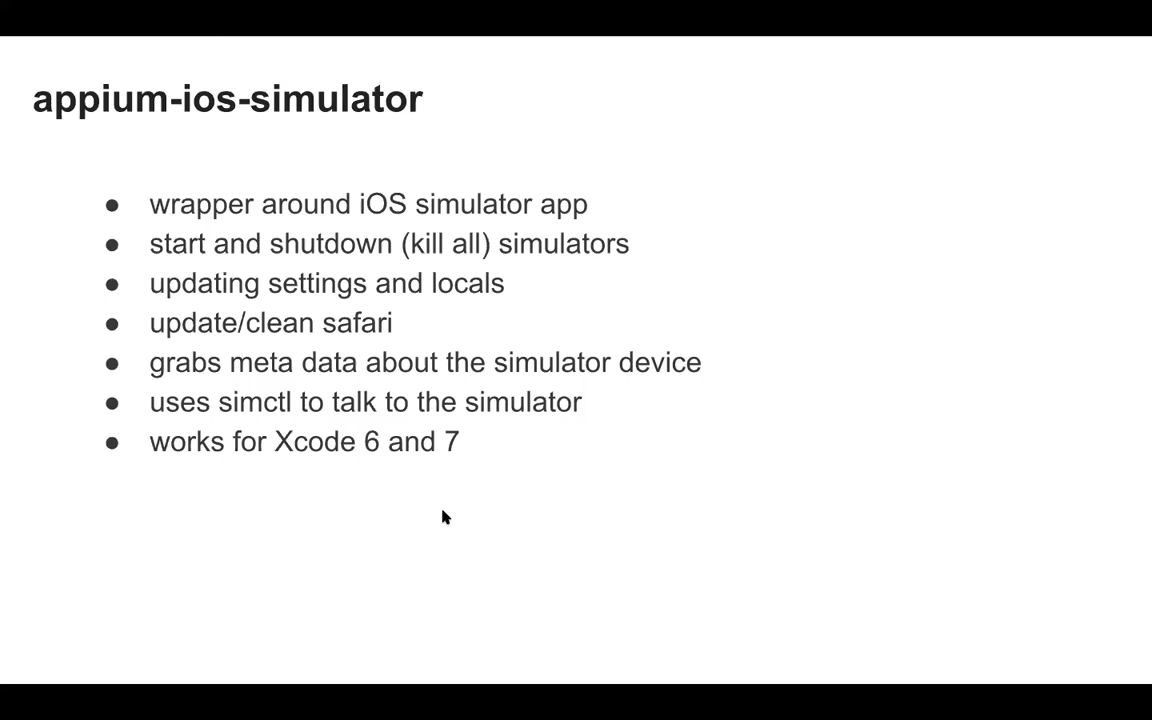 appium-ios-simulator
● wrapper around iOS simulator app
● start and shutdown (kill all) simulators
● updating settings and locals
● update/clean safari
● grabs meta data about the simulator device
● uses simctl to talk to the simulator
● works for Xcode 6 and 7